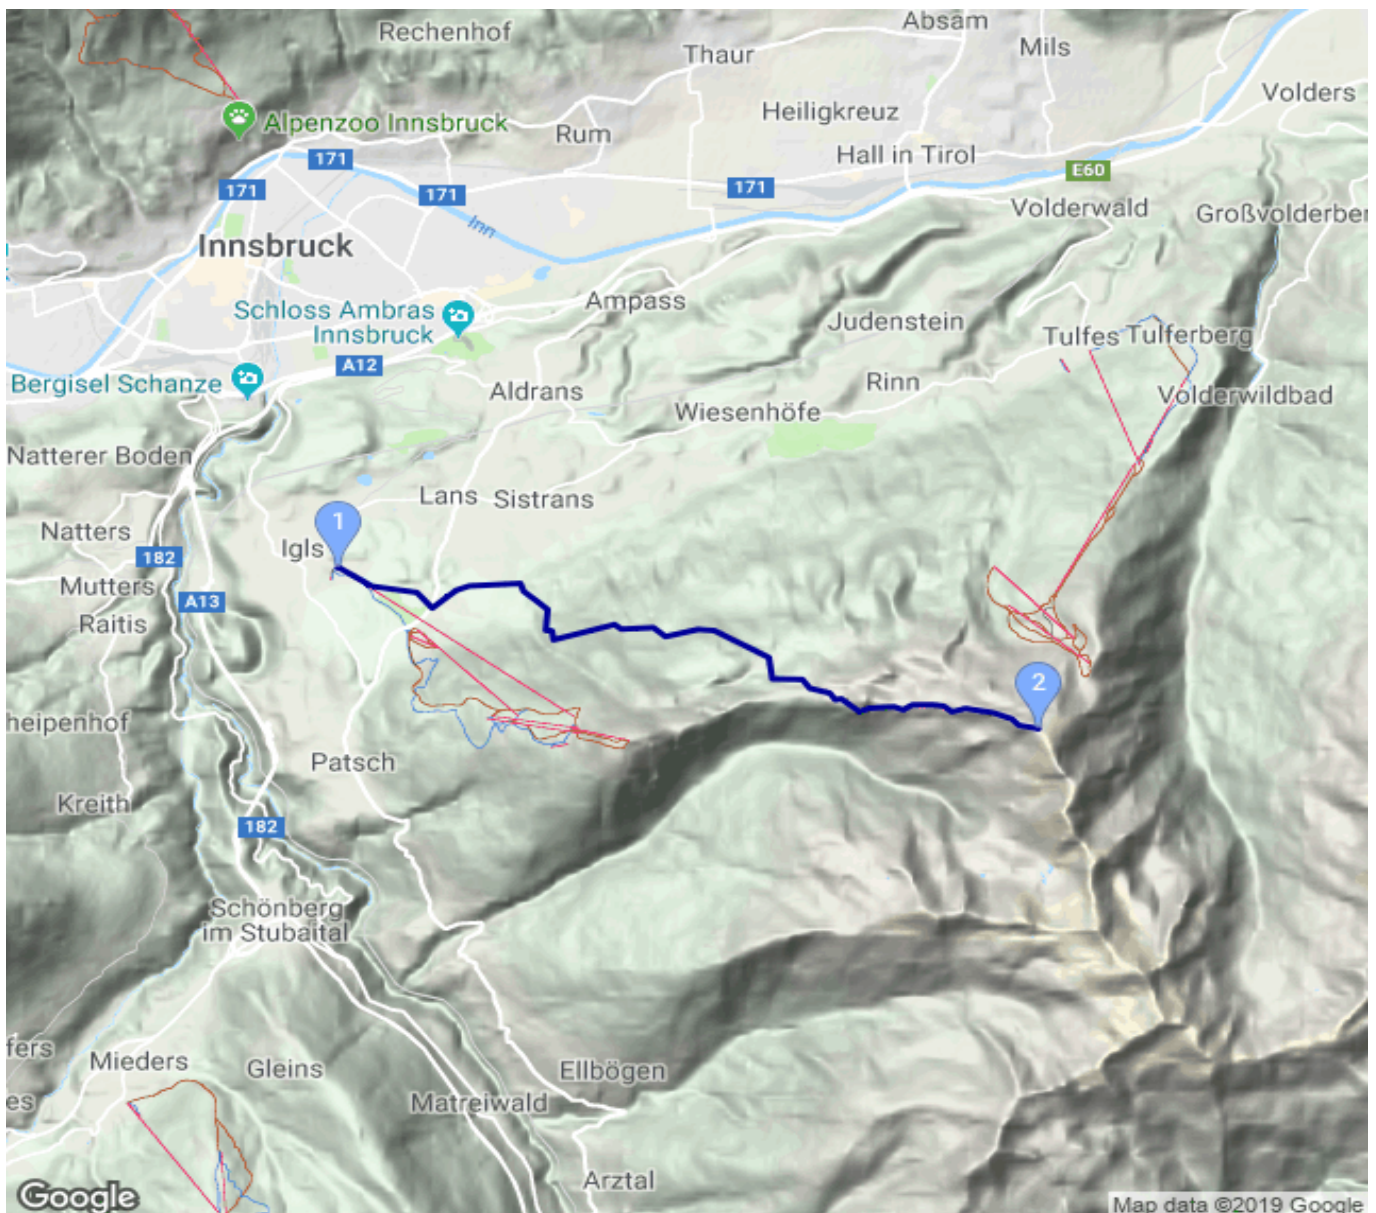 Absam
Rechenhof
Mils
Thaur
Volders
Heiligkreuz
Alpenzoo Innsbruck
Rum
Hall in Tirol
171
E60
171
171
171
Volderwald
Großvolderber
Inn
Innsbruck
Ampass
Schloss Ambras
Innsbruck
Judenstein
Tulfes
Tulferberg
A12
Bergisel Schanze
Rinn
Aldrans
Volderwildbad
Wiesenhöfe
Natterer Boden
Lans
Sistrans
1
Natters
Igls
182
Mutters
A13
Raitis
2
heipenhof
Patsch
Kreith
182
Schönberg
im Stubaital
fers
Mieders
Gleins
Ellbögen
es
Matreiwald
Arztal
Google
Map data ©2019 Google